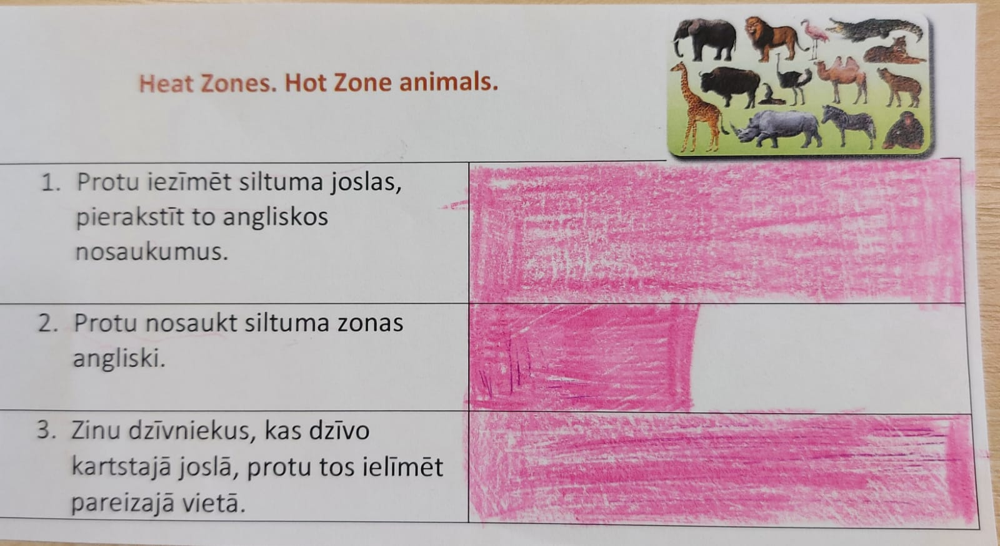 Heat Zones. Hot Zone animals.
1. Protu iezīmēt siltuma joslas,
pierakstīt to angliskos
nosaukumus.
2. Protu nosaukt siltuma zonas
angliski.
3. Zinu dzīvniekus, kas dzīvo
kartstajā joslā, protu tos ielīmēt
pareizajā vietā.